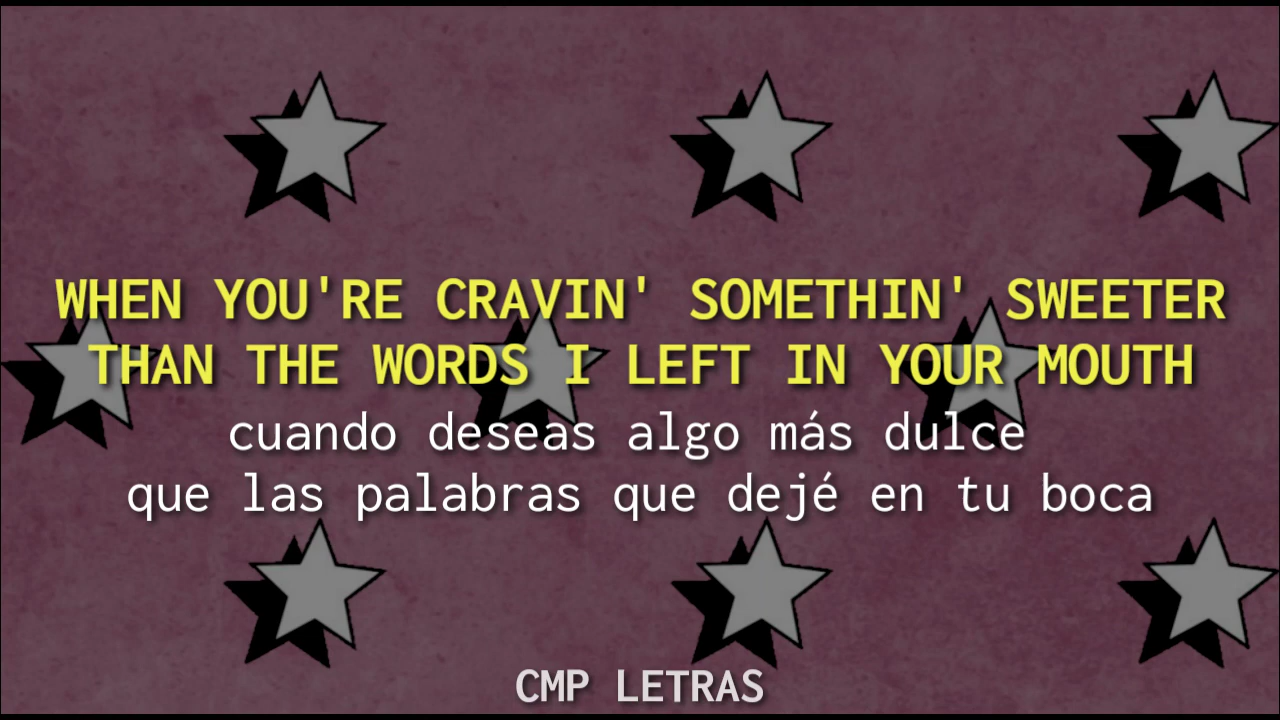 WHEN YOU'RE CRAVIN' SOMETHIN' SWEETER
THAN THE WORDS I LEFT IN YOUR MOUTH
cuando deseas algo más dulce
que las palabras que dejé en tu boca
CMP LETRAS